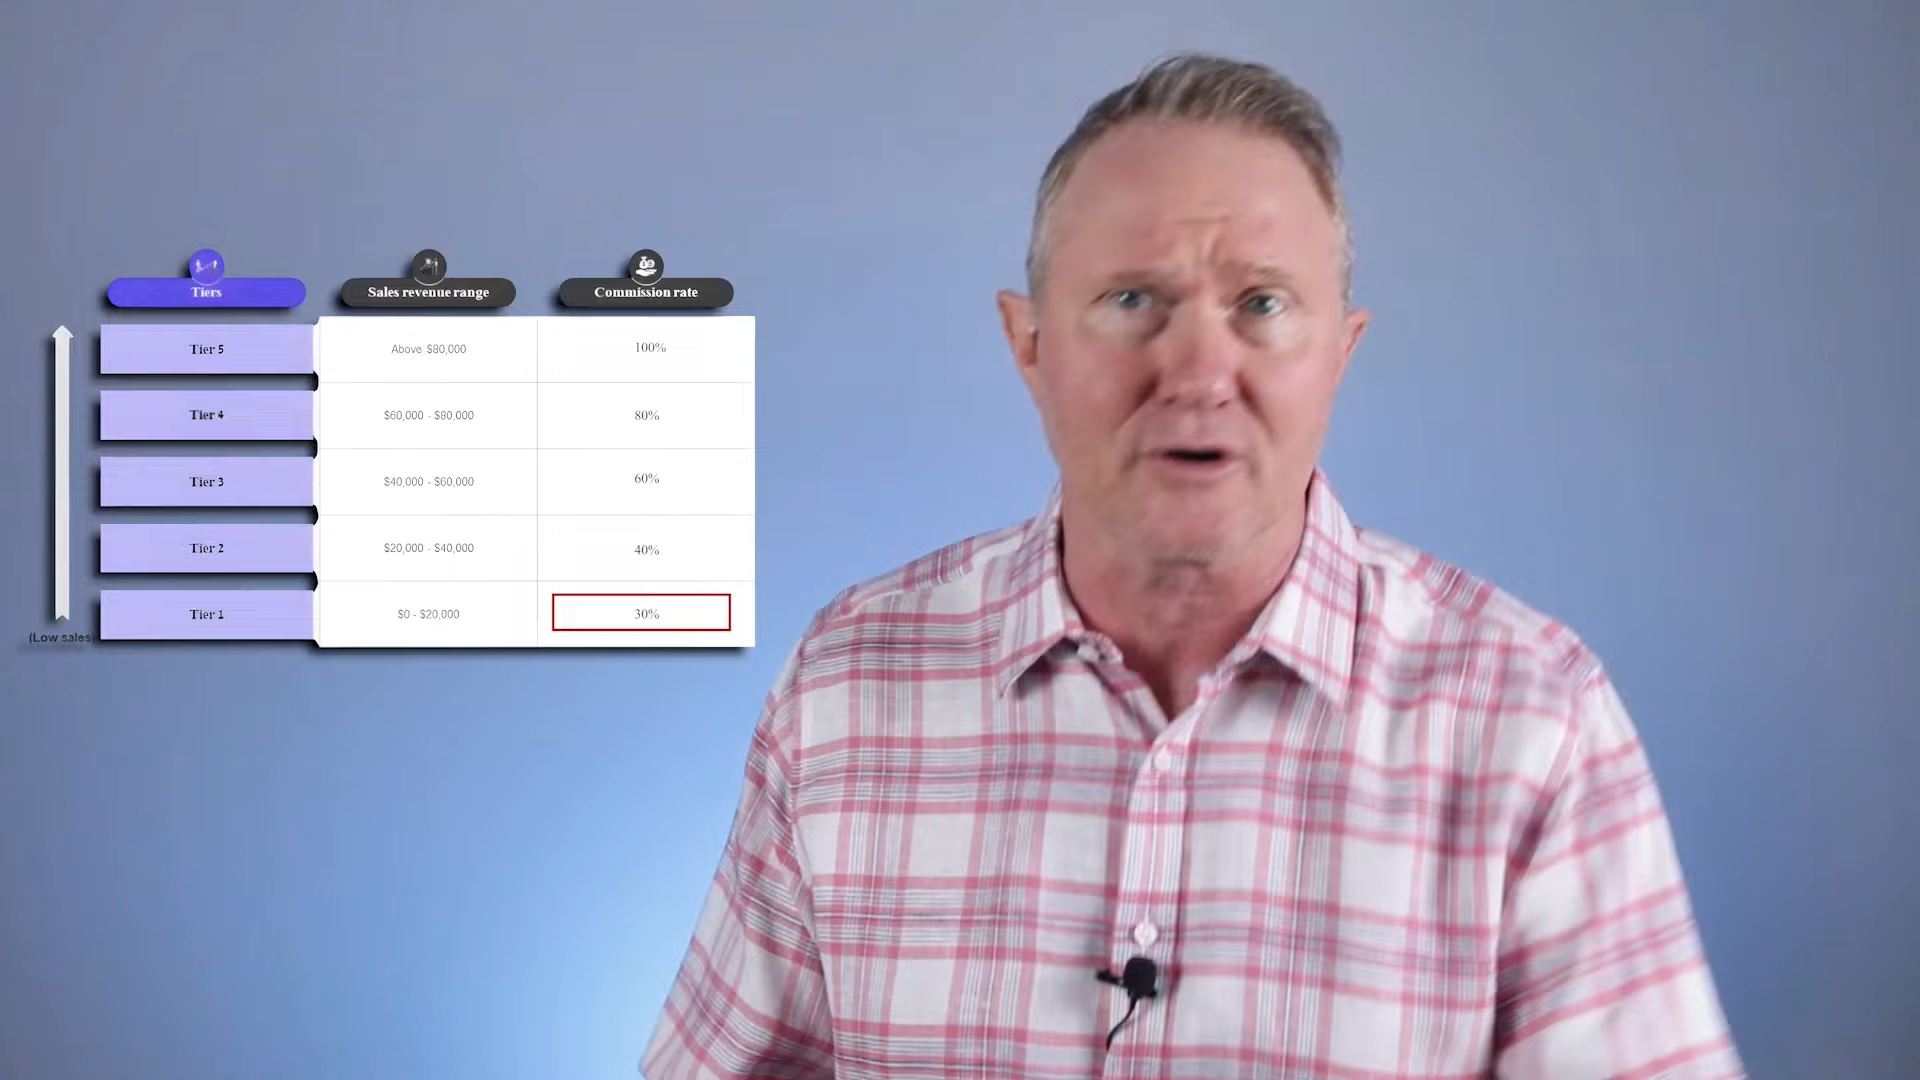 Tiers
Sales revenue range
Commission rate
Tier 5
Above $80,000
100%
Tier 4
$60,000 - $80,000
80%
Tier 3
$40,000 - $60,000
60%
Tier 2
$20,000 - $40,000
40%
Tier 1
$0 - $20,000
30%
(Low sales)